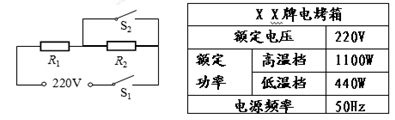 S₂
R₁ R₂
220V S₁
X X牌电烤箱
额定电压 220V
额定功率 高温档 1100W
低温档 440W
电源频率 50Hz